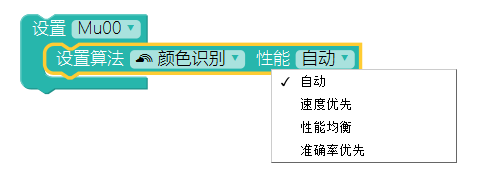 设置 Mu00
设置算法 颜色识别 性能 自动
✓ 自动
速度优先
性能均衡
准确率优先